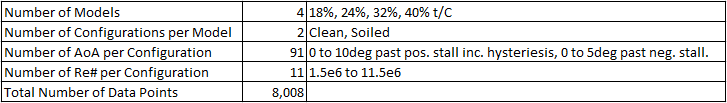 Number of Models 4 18%, 24%, 32%, 40% t/C
Number of Configurations per Model 2 Clean, Soiled
Number of AoA per Configuration 91 0 to 10deg past pos. stall inc. hysteriesis, 0 to 5deg past neg. stall.
Number of Re# per Configuration 11 1.5e6 to 11.5e6
Total Number of Data Points 8,008